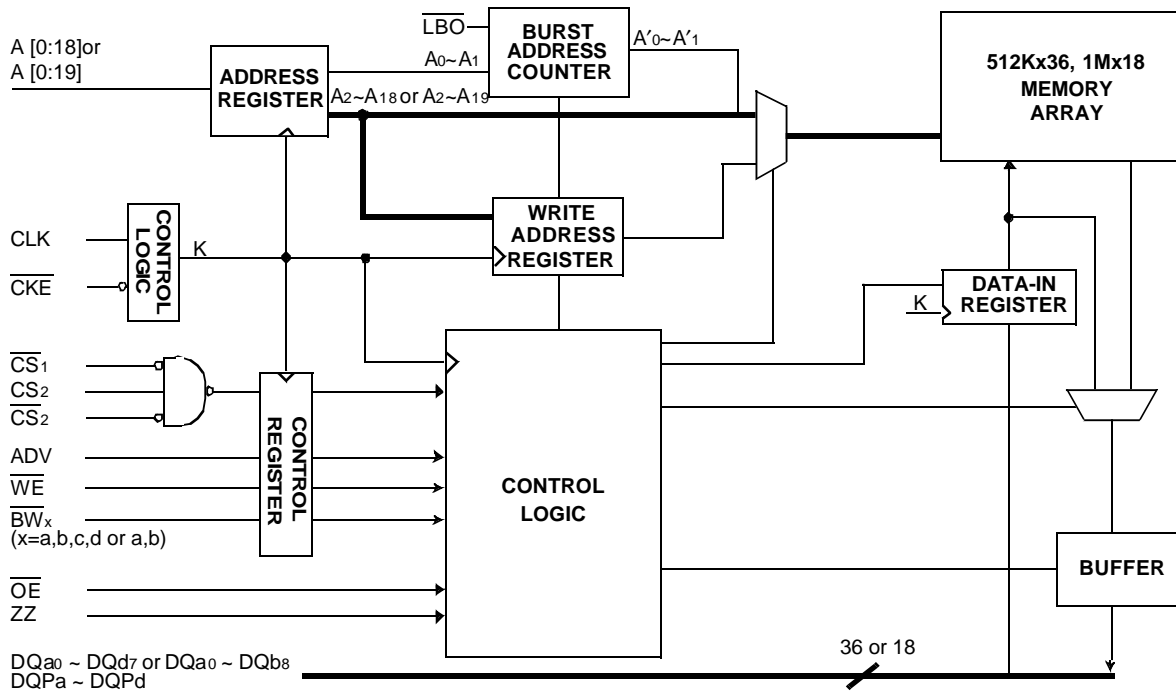 LBO
BURST
ADDRESS
COUNTER
A′0~A′1
A [0:18]or
A [0:19]
ADDRESS
REGISTER
A0~A1
A2~A18 or A2~A19
512Kx36, 1Mx18
MEMORY
ARRAY
WRITE
ADDRESS
REGISTER
CLK
CKE
CONTROL
LOGIC
K
DATA-IN
REGISTER
K
CS1
CS2
CS2
ADV
WE
BWx
(x=a,b,c,d or a,b)
CONTROL
REGISTER
CONTROL
LOGIC
BUFFER
OE
ZZ
DQa0 ~ DQd7 or DQa0 ~ DQb8
DQPa ~ DQPd
36 or 18